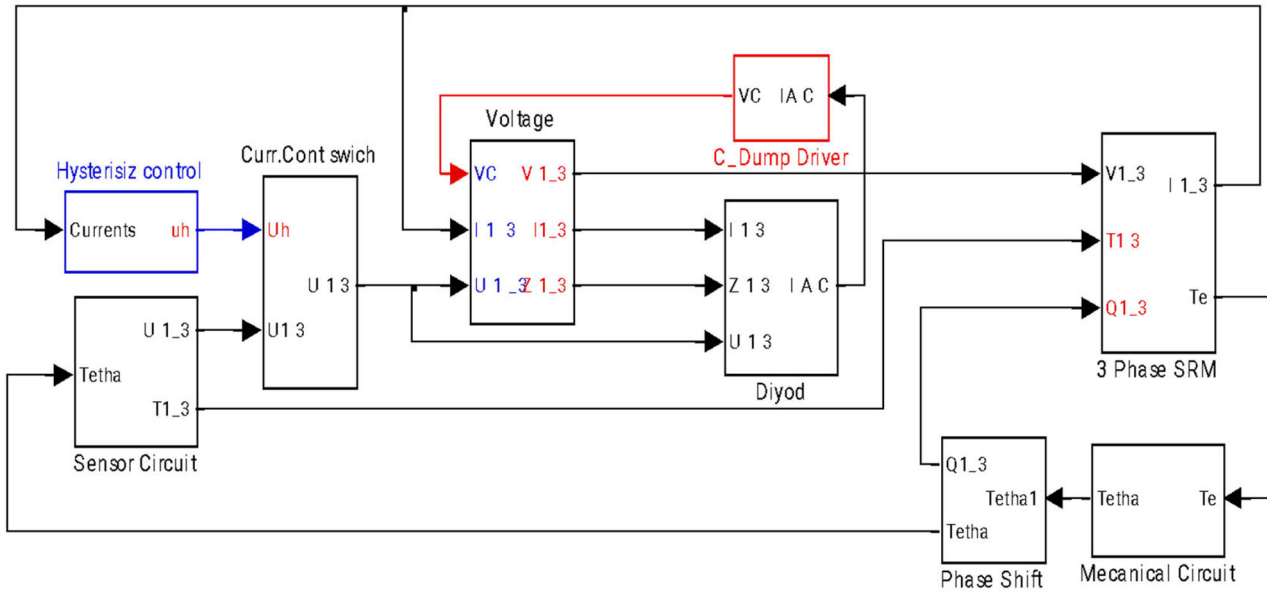 VC IAC
C_Dump Driver
Voltage
VC V 1_3
I 1 3 I1_3
U 1_3 Z 1_3
Curr.Cont swich
Uh
U 1 3
U1 3
Hysterisiz control
Currents uh
U 1_3
Tetha
T1_3
Sensor Circuit
I 1 3
Z 1 3 I A C
U 1 3
Diyod
V1_3
I 1_3
T1 3
Te
Q1_3
3 Phase SRM
Q1_3
Tetha1
Tetha
Phase Shift
Tetha Te
Mecanical Circuit